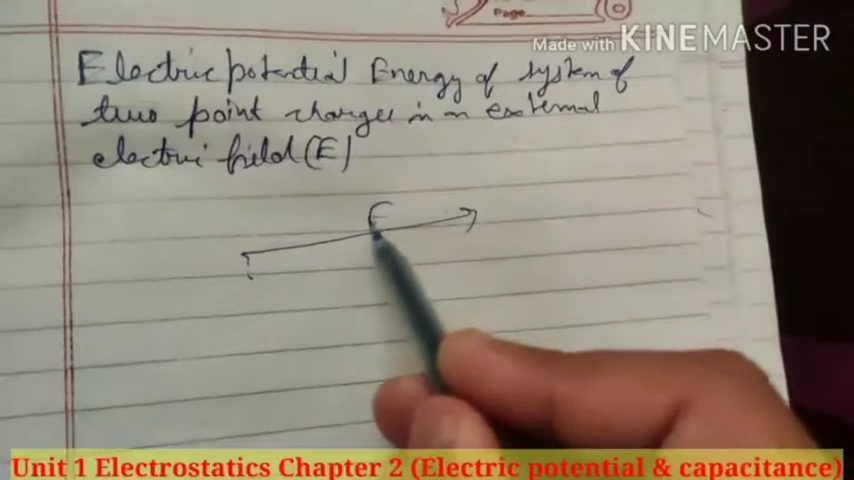 Page
Made with KINEMASTER
Electric potential Energy of system of
two point charges in an external
electric field (E)
E
Unit 1 Electrostatics Chapter 2 (Electric potential & capacitance)